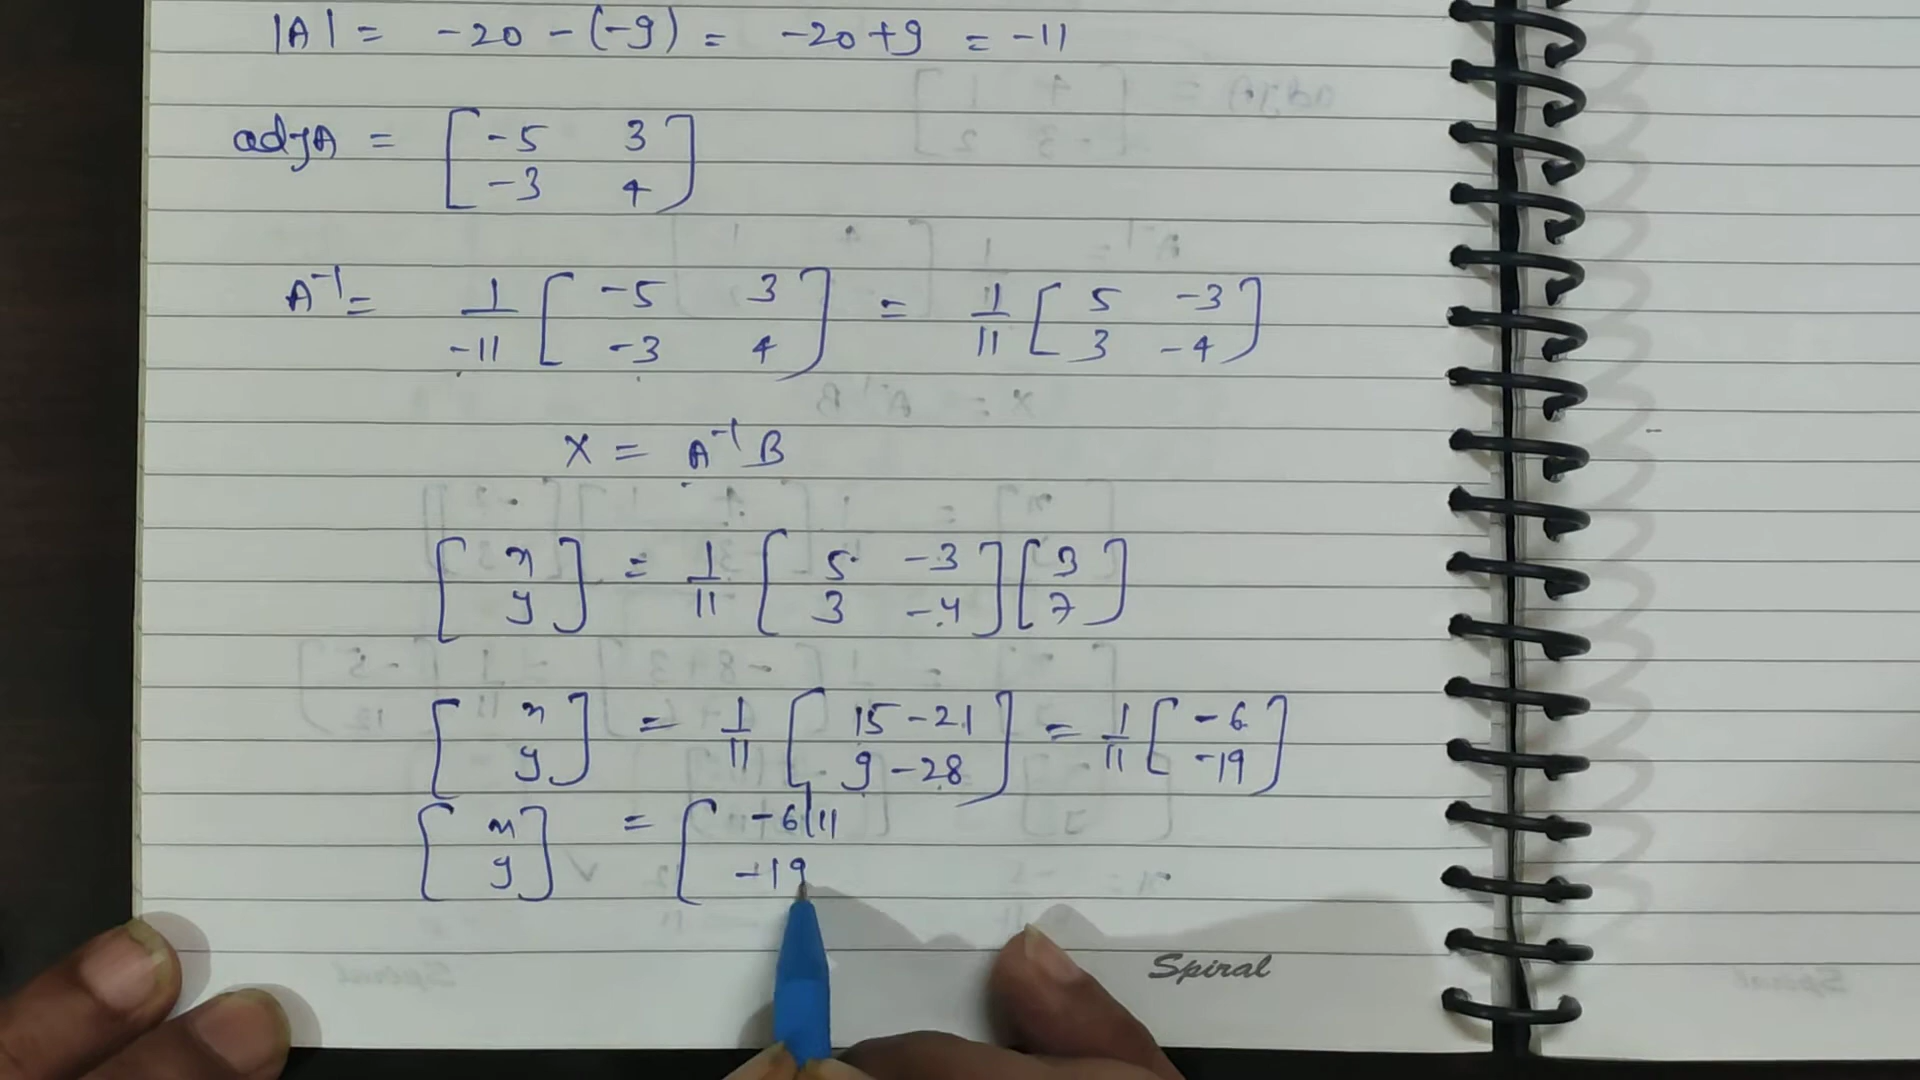 |A| = -20 - (-9) = -20+9 = -11
adjA = [ -5 3
-3 4 ]
A⁻¹ = 1/-11 [ -5 3 = 1/11 [ 5 -3
-3 4 ] 3 -4 ]
X = A⁻¹B
[ x = 1/11 [ 5 -3 [ 3
y ] 3 -4 ] 7 ]
[ x = 1/11 [ 15-21 = 1/11 [ -6
y ] 9-28 ] -19 ]
[ x = [ -6/11
y ] -19
Spiral